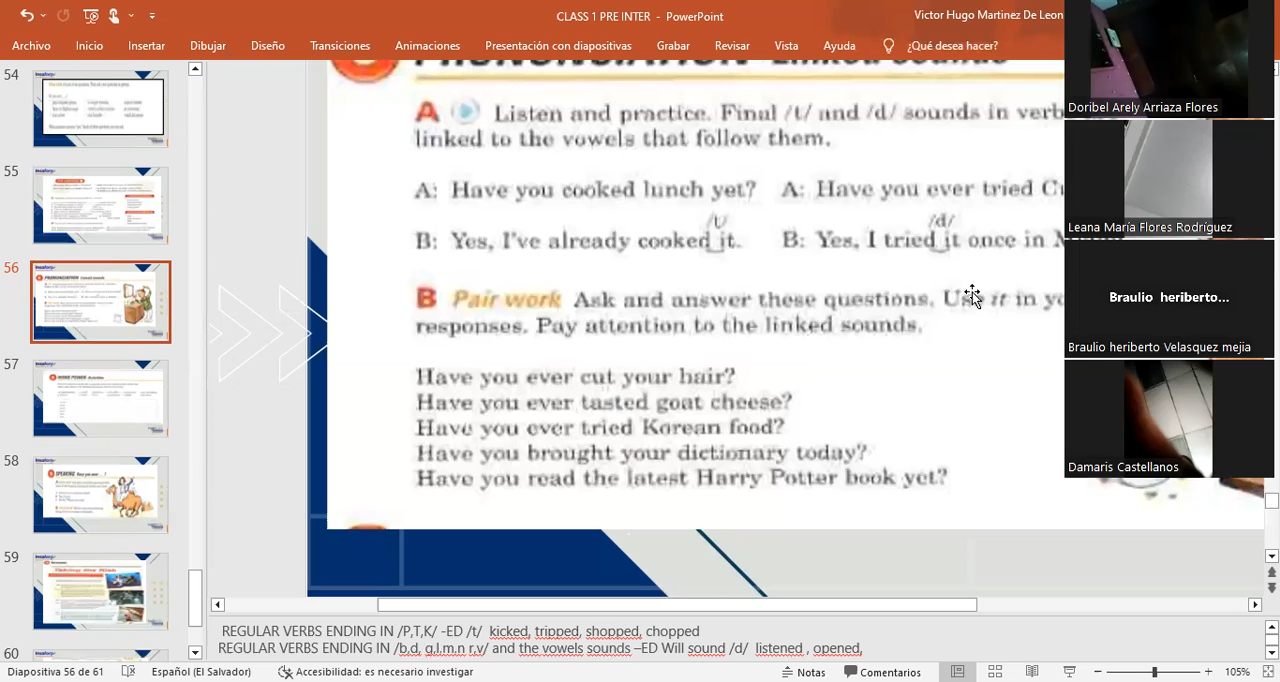 CLASS 1 PRE INTER - PowerPoint
Victor Hugo Martinez De Leon
Archivo Inicio Insertar Dibujar Diseño Transiciones Animaciones Presentación con diapositivas Grabar Revisar Vista Ayuda ¿Qué desea hacer?
54
55
56
57
58
59
60
A Listen and practice. Final /t/ and /d/ sounds in verb
linked to the vowels that follow them.
A: Have you cooked lunch yet? A: Have you ever tried
/t/ /d/
B: Yes, I've already cooked it. B: Yes, I tried it once in
B Pair work Ask and answer these questions. Use it in
responses. Pay attention to the linked sounds.
Have you ever cut your hair?
Have you ever tasted goat cheese?
Have you ever tried Korean food?
Have you brought your dictionary today?
Have you read the latest Harry Potter book yet?
Doribel Arely Arriaza Flores
Leana María Flores Rodríguez
Braulio heriberto...
Braulio heriberto Velasquez mejia
Damaris Castellanos
REGULAR VERBS ENDING IN /P,T,K/ -ED /t/ kicked, tripped, shopped, chopped
REGULAR VERBS ENDING IN /b,d, g,l,m.n r,v/ and the vowels sounds –ED Will sound /d/ listened , opened,
Diapositiva 56 de 61 Español (El Salvador) Accesibilidad: es necesario investigar Notas Comentarios 105%